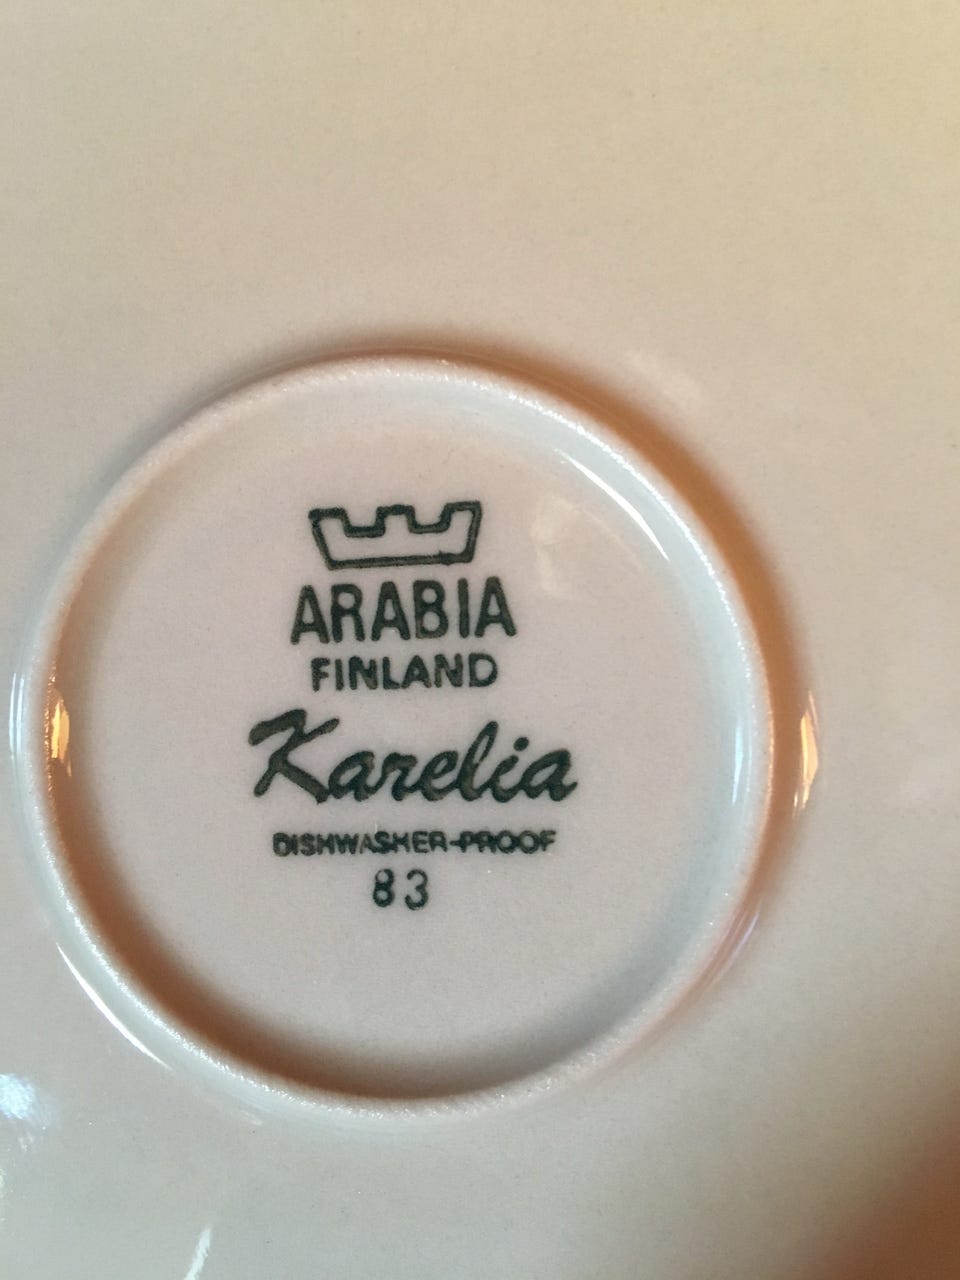 ARABIA
FINLAND
Karelia
DISHWASHER-PROOF
83